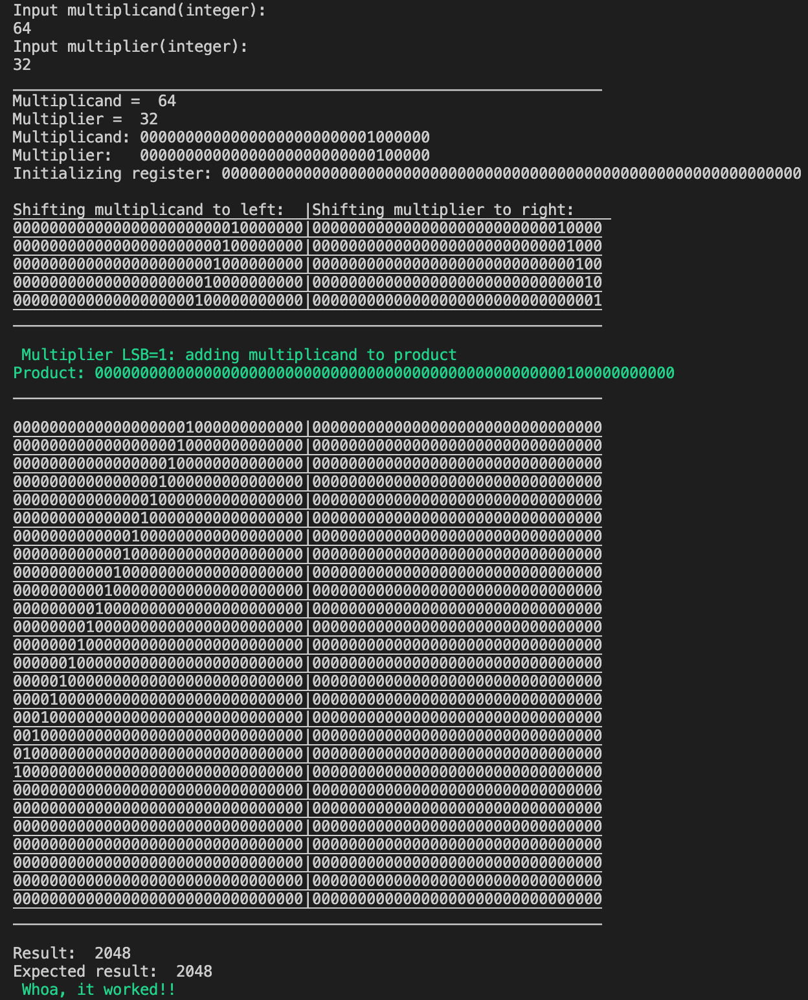 Input multiplicand(integer):
64
Input multiplier(integer):
32
Multiplicand =  64
Multiplier =  32
Multiplicand: 00000000000000000000000001000000
Multiplier:   00000000000000000000000000100000
Initializing register: 0000000000000000000000000000000000000000000000000000000000000000
Shifting multiplicand to left:  |Shifting multiplier to right:
00000000000000000000000010000000|00000000000000000000000000010000
00000000000000000000000100000000|00000000000000000000000000001000
00000000000000000000001000000000|00000000000000000000000000000100
00000000000000000000010000000000|00000000000000000000000000000010
00000000000000000000100000000000|00000000000000000000000000000001
Multiplier LSB=1: adding multiplicand to product
Product: 0000000000000000000000000000000000000000000000000000100000000000
00000000000000000001000000000000|00000000000000000000000000000000
00000000000000000010000000000000|00000000000000000000000000000000
00000000000000000100000000000000|00000000000000000000000000000000
00000000000000001000000000000000|00000000000000000000000000000000
00000000000000010000000000000000|00000000000000000000000000000000
00000000000000100000000000000000|00000000000000000000000000000000
00000000000001000000000000000000|00000000000000000000000000000000
00000000000010000000000000000000|00000000000000000000000000000000
00000000000100000000000000000000|00000000000000000000000000000000
00000000001000000000000000000000|00000000000000000000000000000000
00000000010000000000000000000000|00000000000000000000000000000000
00000000100000000000000000000000|00000000000000000000000000000000
00000001000000000000000000000000|00000000000000000000000000000000
00000010000000000000000000000000|00000000000000000000000000000000
00000100000000000000000000000000|00000000000000000000000000000000
00001000000000000000000000000000|00000000000000000000000000000000
00010000000000000000000000000000|00000000000000000000000000000000
00100000000000000000000000000000|00000000000000000000000000000000
01000000000000000000000000000000|00000000000000000000000000000000
10000000000000000000000000000000|00000000000000000000000000000000
00000000000000000000000000000000|00000000000000000000000000000000
00000000000000000000000000000000|00000000000000000000000000000000
00000000000000000000000000000000|00000000000000000000000000000000
00000000000000000000000000000000|00000000000000000000000000000000
00000000000000000000000000000000|00000000000000000000000000000000
00000000000000000000000000000000|00000000000000000000000000000000
00000000000000000000000000000000|00000000000000000000000000000000
Result:  2048
Expected result:  2048
Whoa, it worked!!